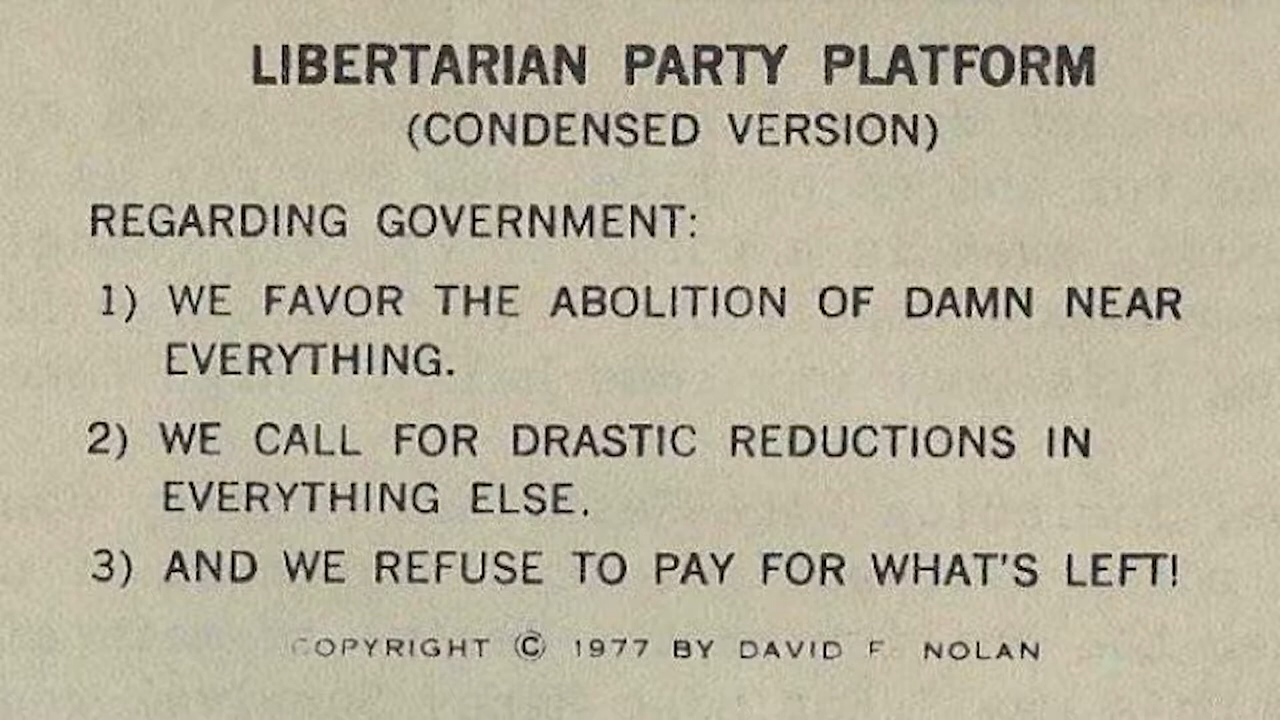 LIBERTARIAN PARTY PLATFORM
(CONDENSED VERSION)
REGARDING GOVERNMENT:
1) WE FAVOR THE ABOLITION OF DAMN NEAR
EVERYTHING.
2) WE CALL FOR DRASTIC REDUCTIONS IN
EVERYTHING ELSE.
3) AND WE REFUSE TO PAY FOR WHAT'S LEFT!
COPYRIGHT © 1977 BY DAVID F. NOLAN